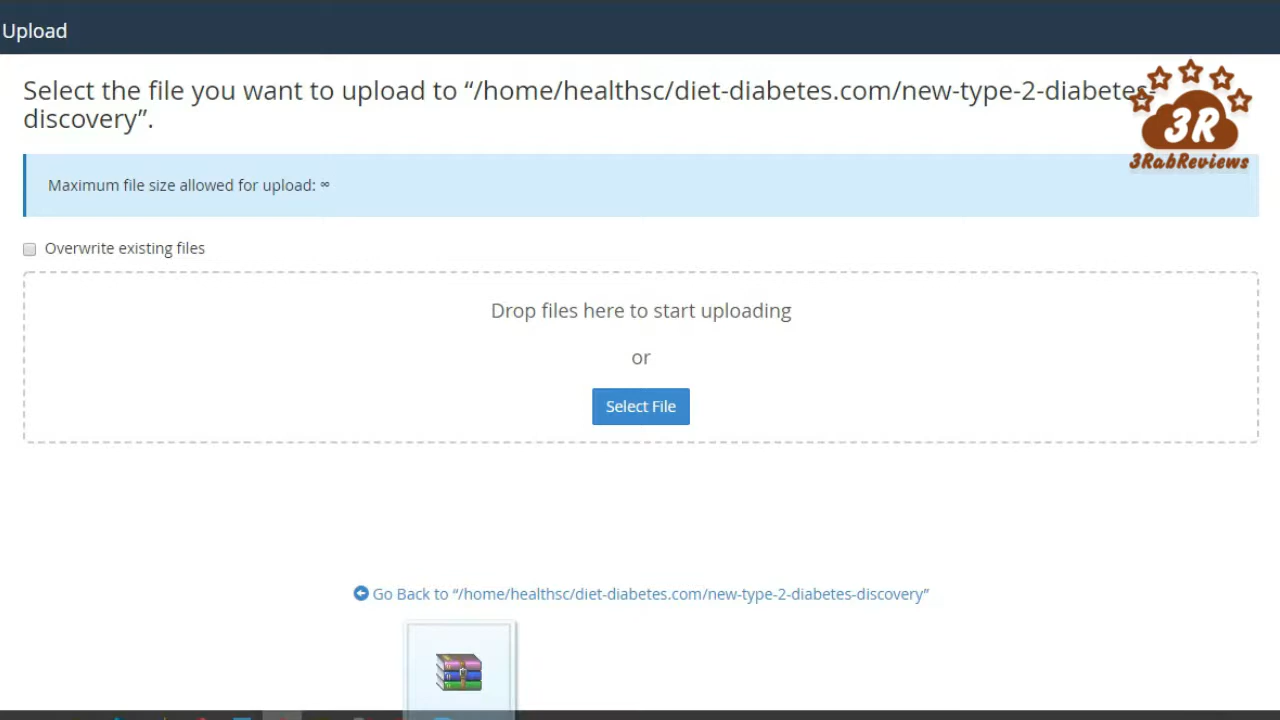 Upload
Select the file you want to upload to “/home/healthsc/diet-diabetes.com/new-type-2-diabetes-
discovery”.
3R
3RabReviews
Maximum file size allowed for upload: ∞
Overwrite existing files
Drop files here to start uploading
or
Select File
Go Back to “/home/healthsc/diet-diabetes.com/new-type-2-diabetes-discovery”